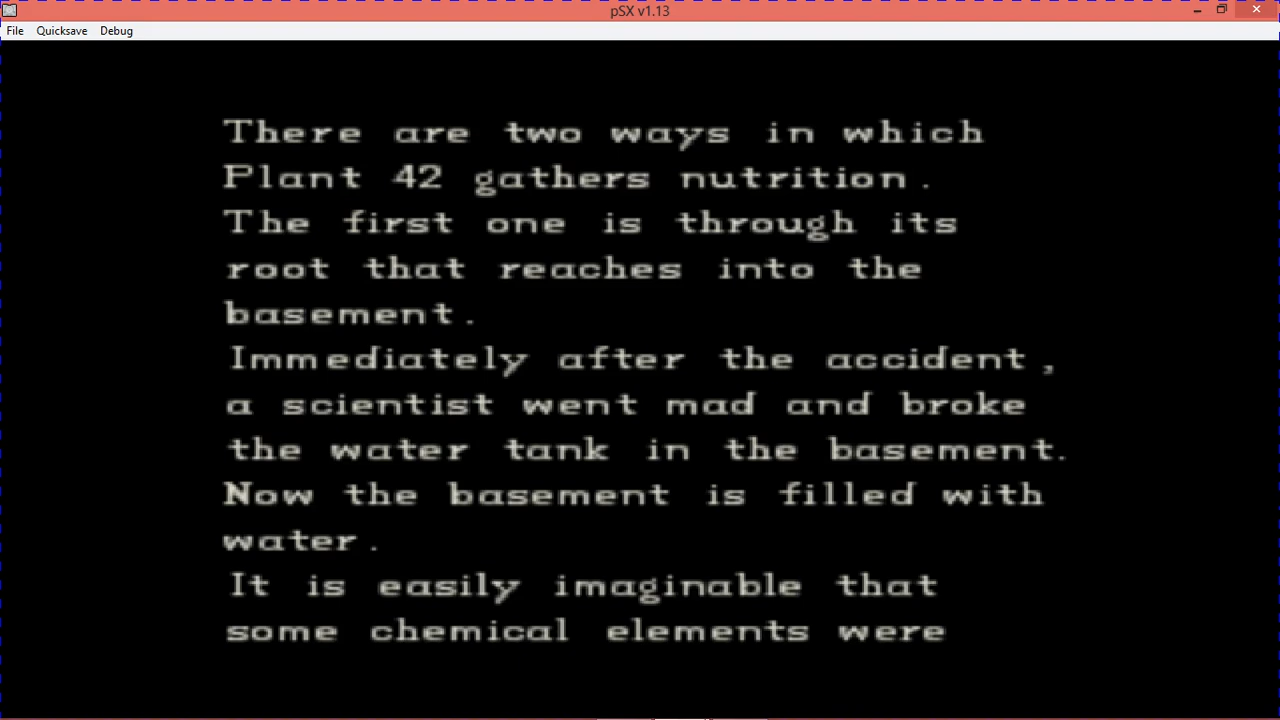 pSX v1.13
File Quicksave Debug
There are two ways in which
Plant 42 gathers nutrition.
The first one is through its
root that reaches into the
basement.
Immediately after the accident,
a scientist went mad and broke
the water tank in the basement.
Now the basement is filled with
water.
It is easily imaginable that
some chemical elements were